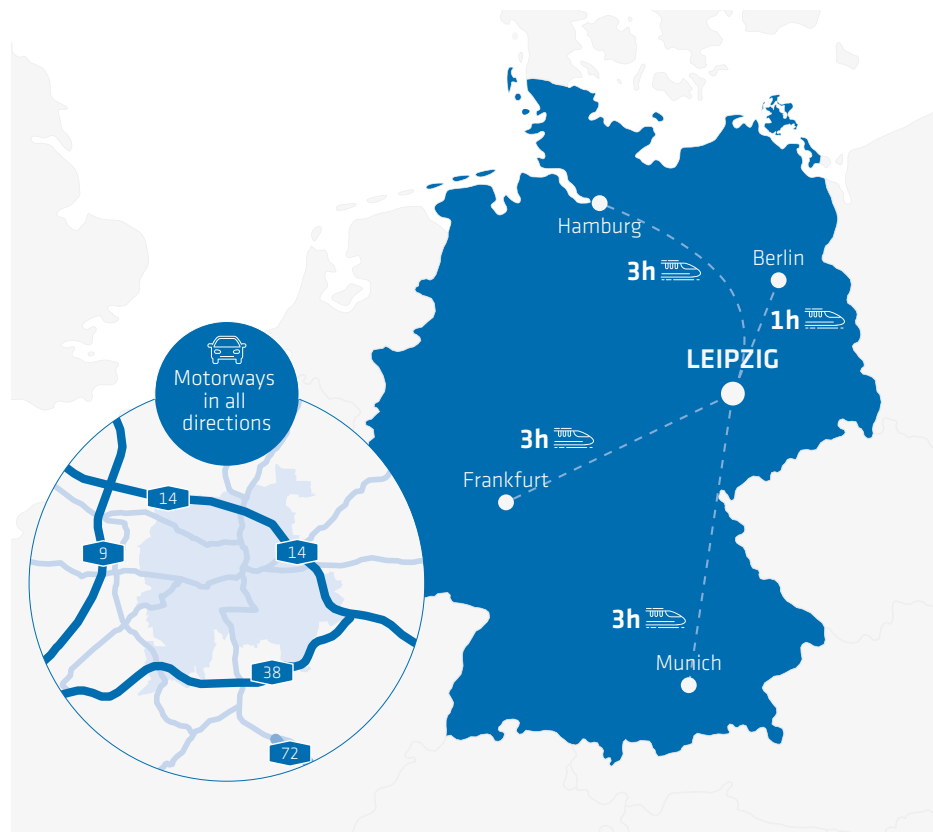 Hamburg
3h
Berlin
1h
LEIPZIG
Motorways
in all
directions
3h
Frankfurt
14
14
9
3h
Munich
38
72